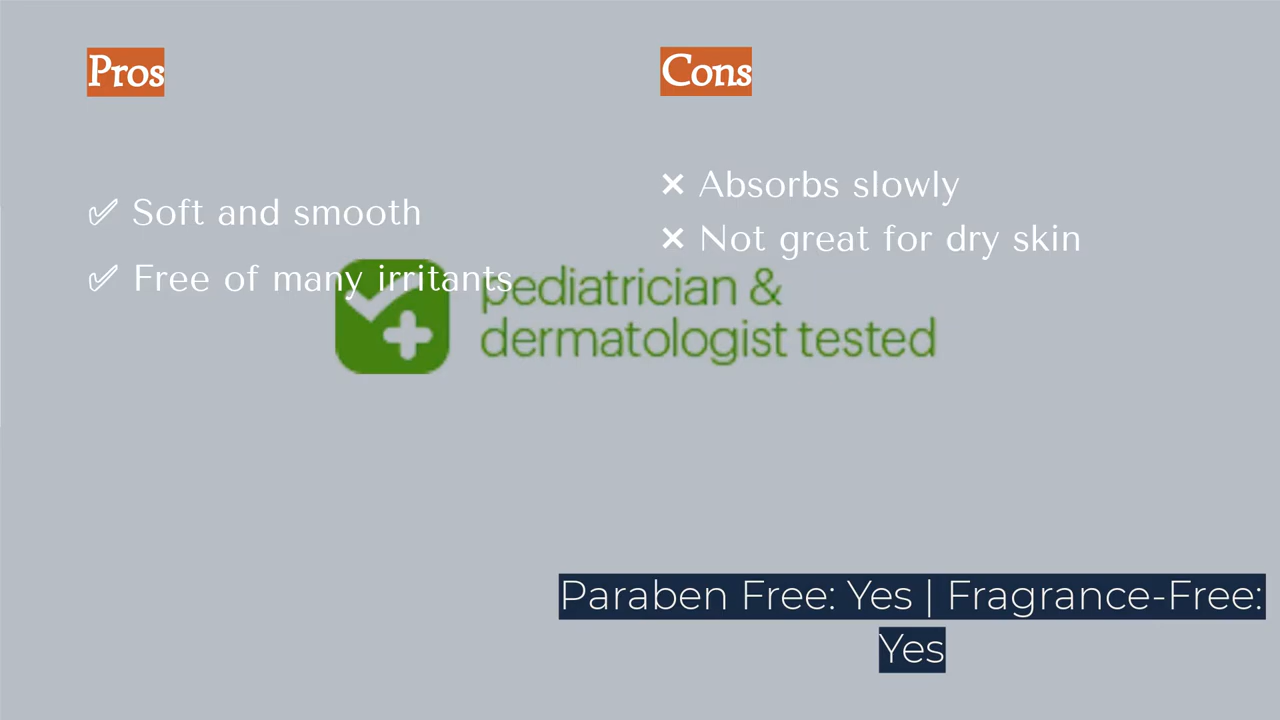 Pros
✅ Soft and smooth
✅ Free of many irritants
Cons
❌ Absorbs slowly
❌ Not great for dry skin
pediatrician &
dermatologist tested
Paraben Free: Yes | Fragrance-Free:
Yes